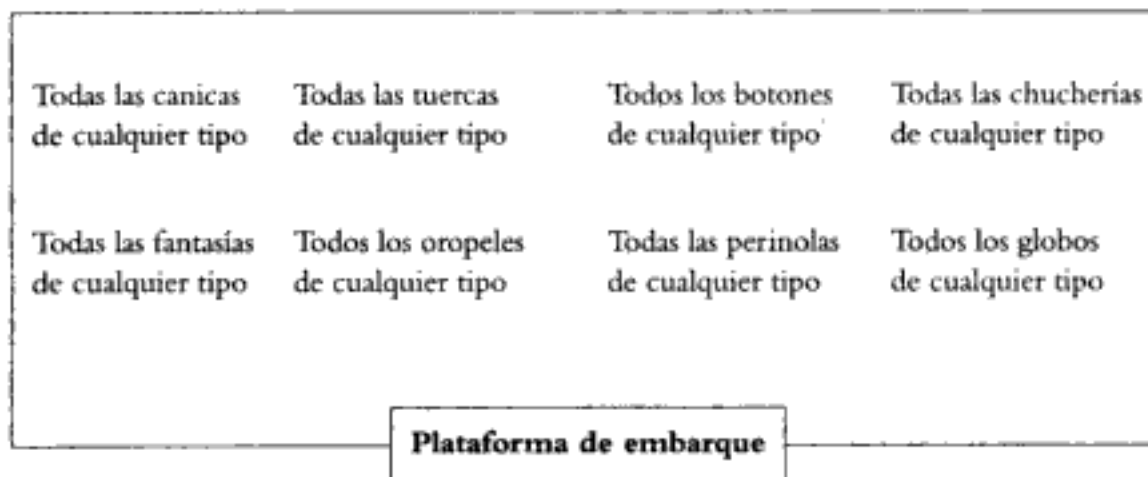 Todas las canicas Todas las tuercas Todos los botones Todas las chucherías
de cualquier tipo de cualquier tipo de cualquier tipo de cualquier tipo
Todas las fantasías Todos los oropeles Todas las perinolas Todos los globos
de cualquier tipo de cualquier tipo de cualquier tipo de cualquier tipo
Plataforma de embarque